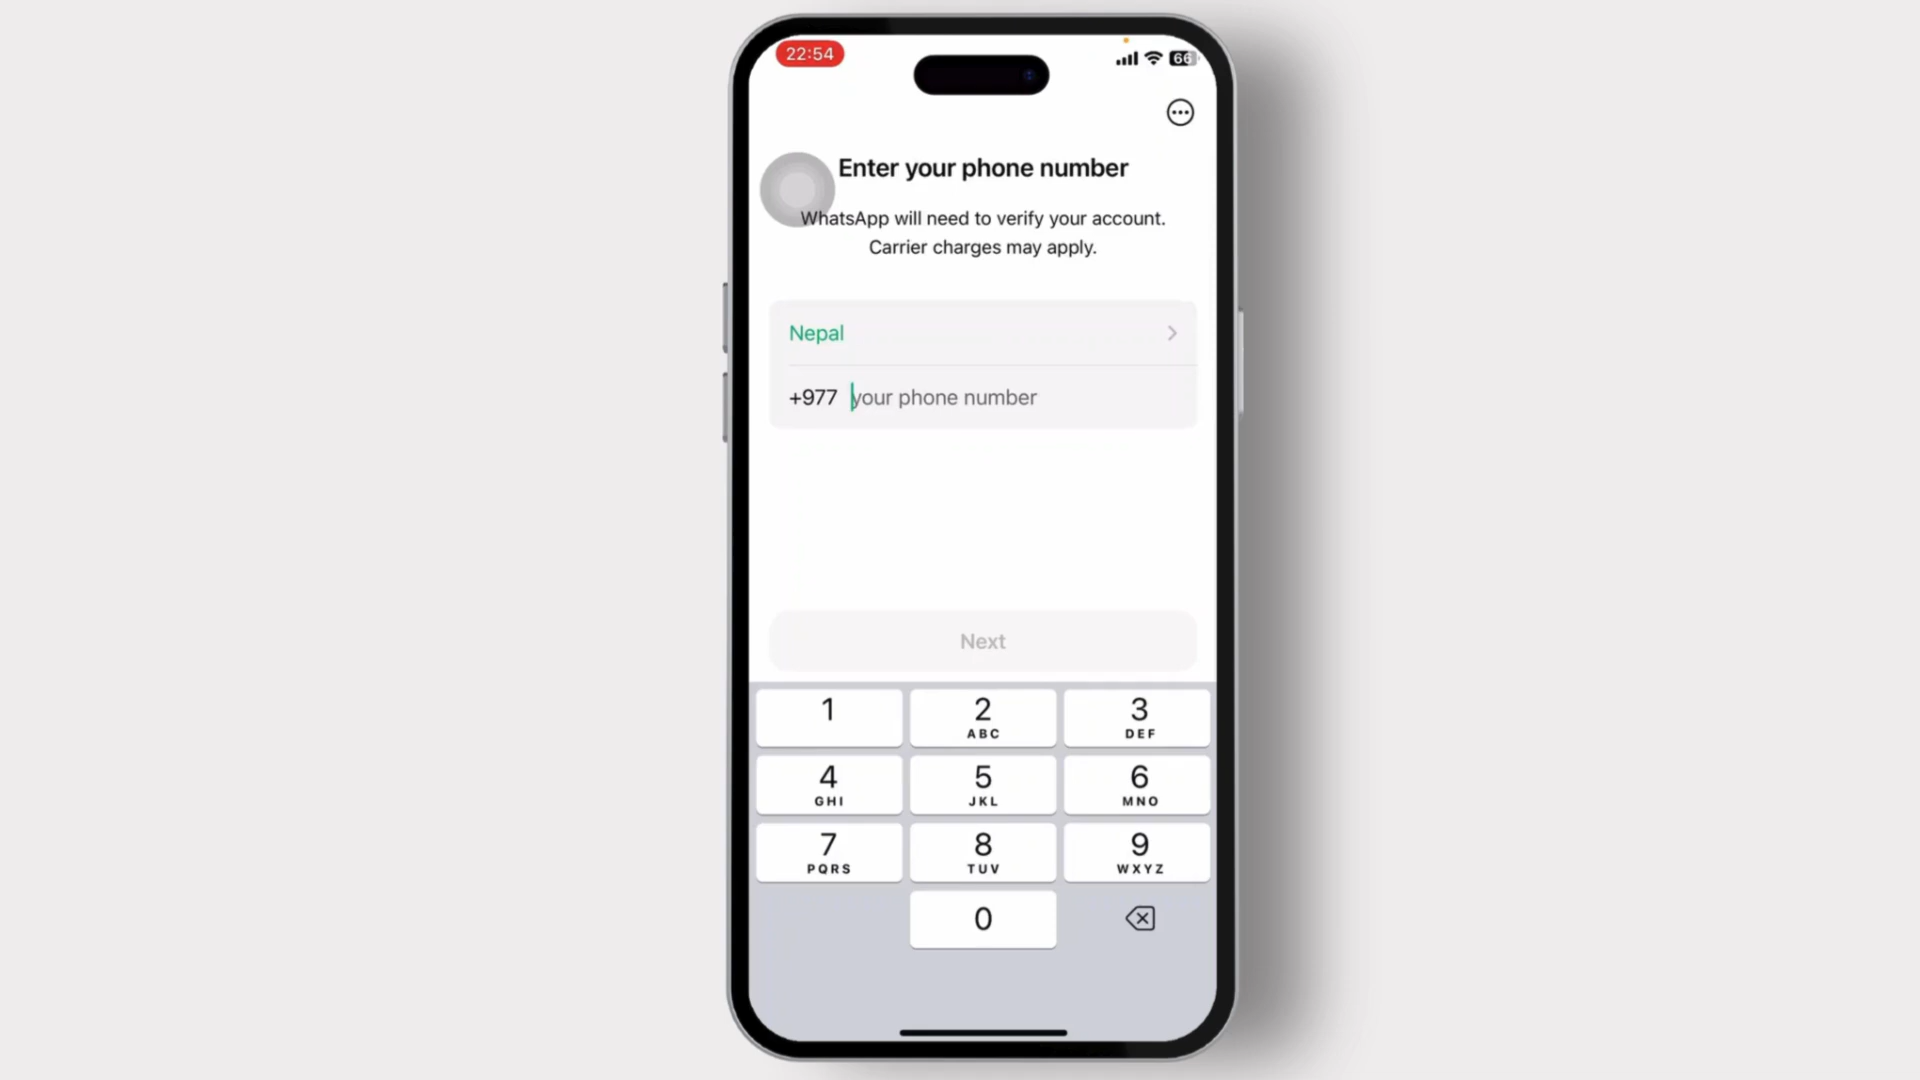 22:54
66
Enter your phone number
WhatsApp will need to verify your account.
Carrier charges may apply.
Nepal
+977 your phone number
Next
1
2
ABC
3
DEF
4
GHI
5
JKL
6
MNO
7
PQRS
8
TUV
9
WXYZ
0